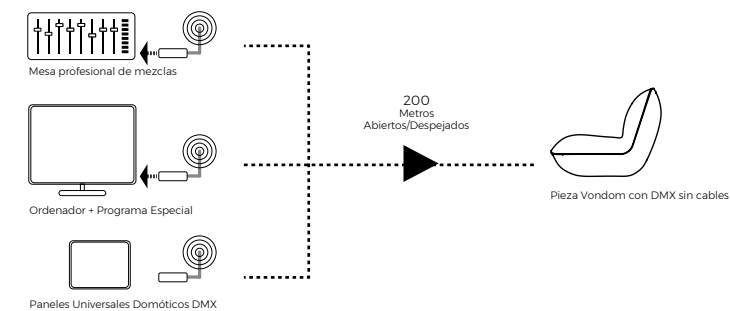 Mesa profesional de mezclas
200
Metros
Abiertos/Despejados
Ordenador + Programa Especial
Pieza Vondom con DMX sin cables
Paneles Universales Domóticos DMX